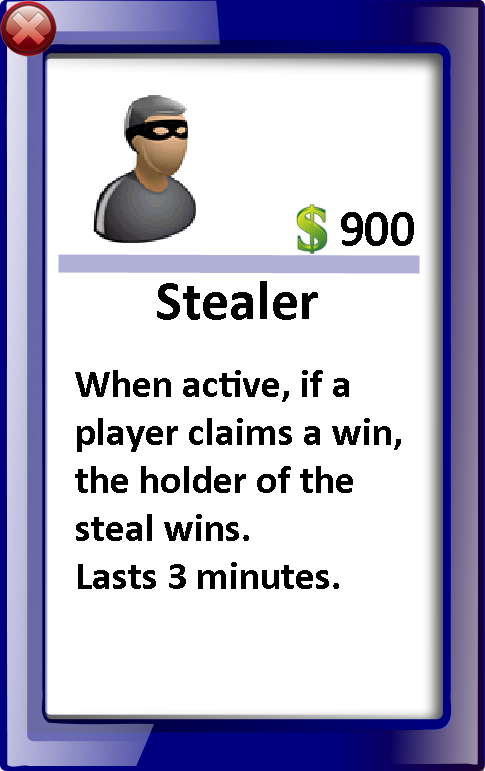 $ 900
Stealer
When active, if a
player claims a win,
the holder of the
steal wins.
Lasts 3 minutes.